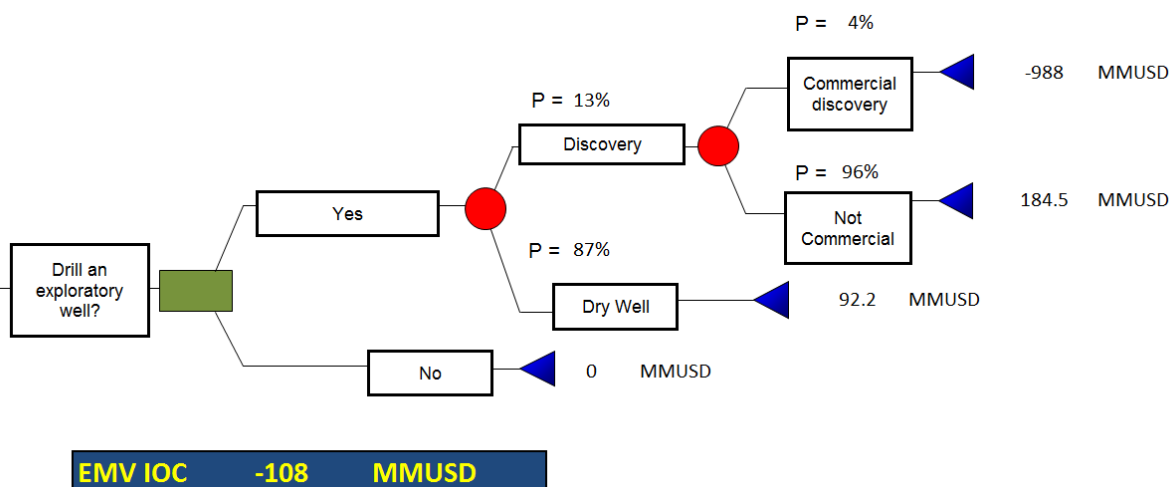 P = 4%
Commercial
discovery
-988 MMUSD
P = 13%
Discovery
P = 96%
Not
Commercial
184.5 MMUSD
Yes
P = 87%
Dry Well
92.2 MMUSD
Drill an
exploratory
well?
No
0 MMUSD
EMV IOC -108 MMUSD